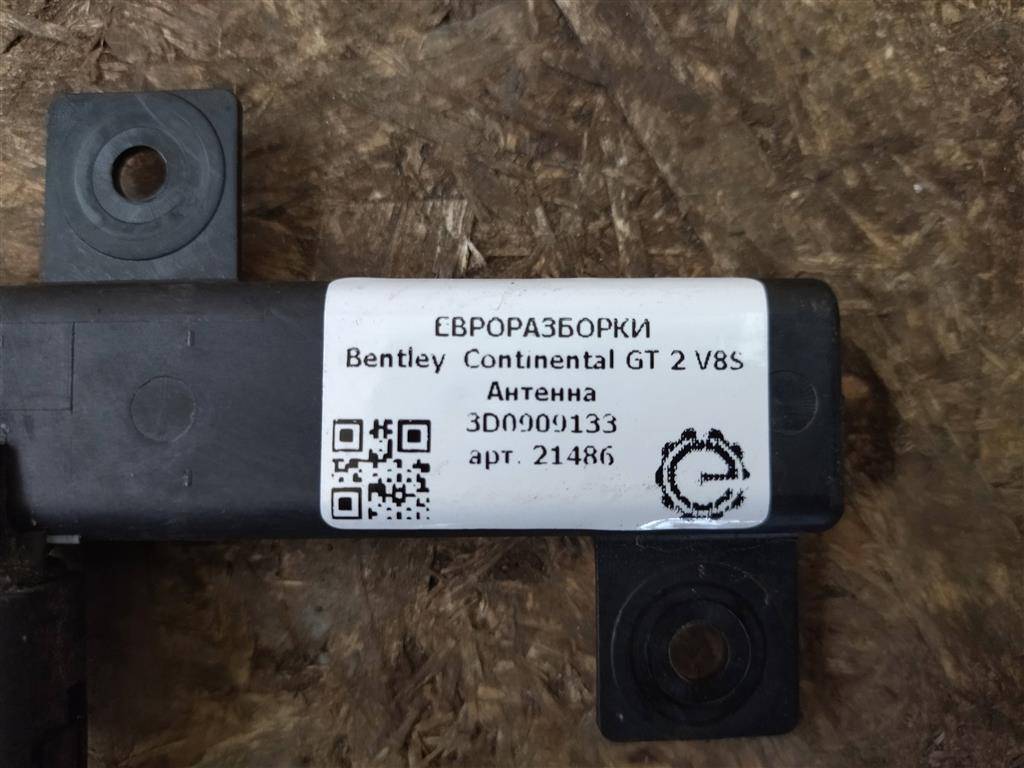 ЕВРОРАЗБОРКИ
Bentley Continental GT 2 V8S
Антенна
3D0909133
арт. 21486